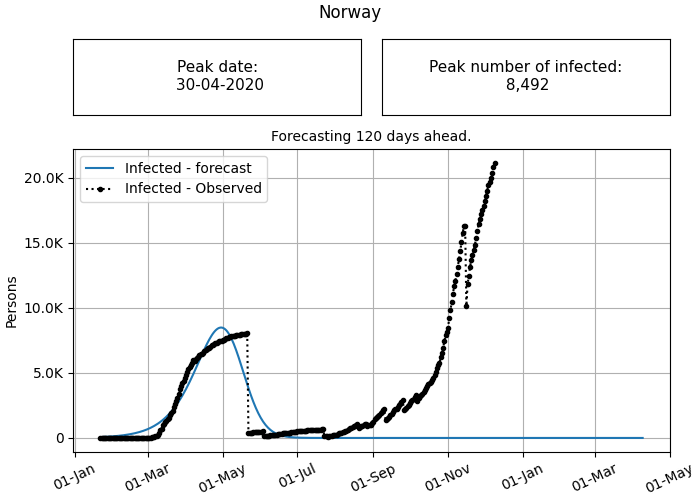 Norway
Peak date:
30-04-2020
Peak number of infected:
8,492
Forecasting 120 days ahead.
Infected - forecast
Infected - Observed
20.0K
15.0K
10.0K
5.0K
0
Persons
01-Jan
01-Mar
01-May
01-Jul
01-Sep
01-Nov
01-Jan
01-Mar
01-May